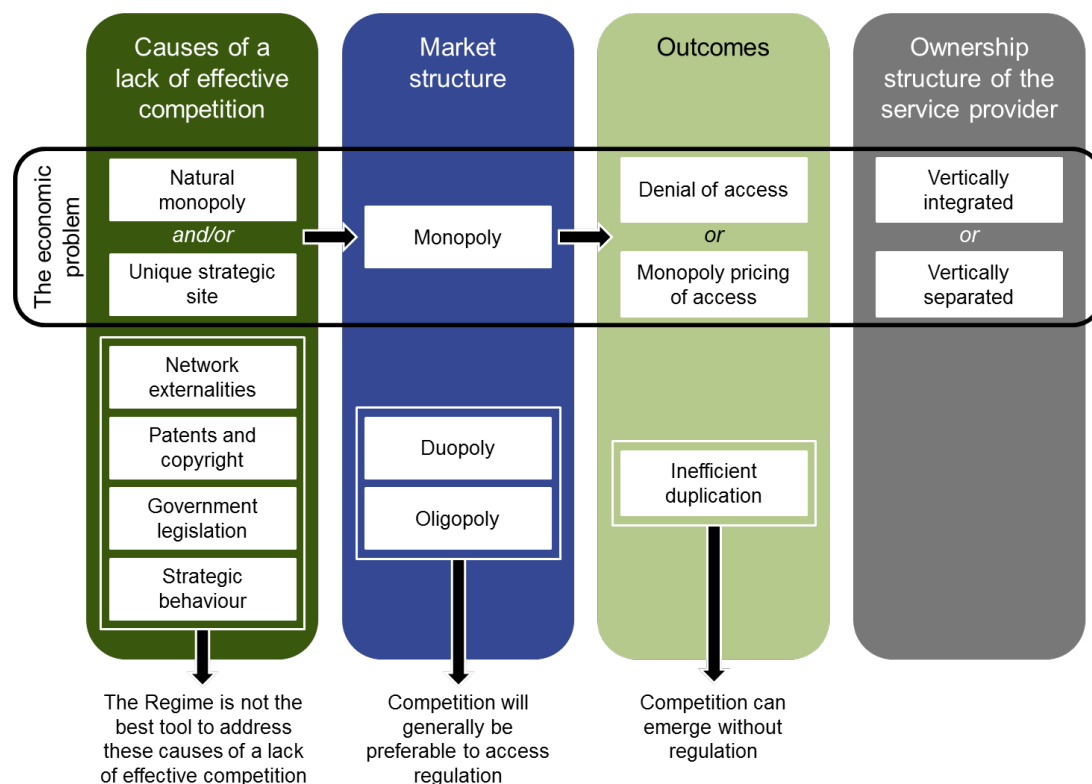 Causes of a
lack of effective
competition
Market
structure
Outcomes
Ownership
structure of the
service provider
The economic
problem
Natural
monopoly
and/or
Unique strategic
site
Monopoly
Denial of access
or
Monopoly pricing
of access
Vertically
integrated
or
Vertically
separated
Network
externalities
Patents and
copyright
Government
legislation
Strategic
behaviour
Duopoly
Oligopoly
Inefficient
duplication
The Regime is not the
best tool to address
these causes of a lack
of effective competition
Competition will
generally be
preferable to access
regulation
Competition can
emerge without
regulation